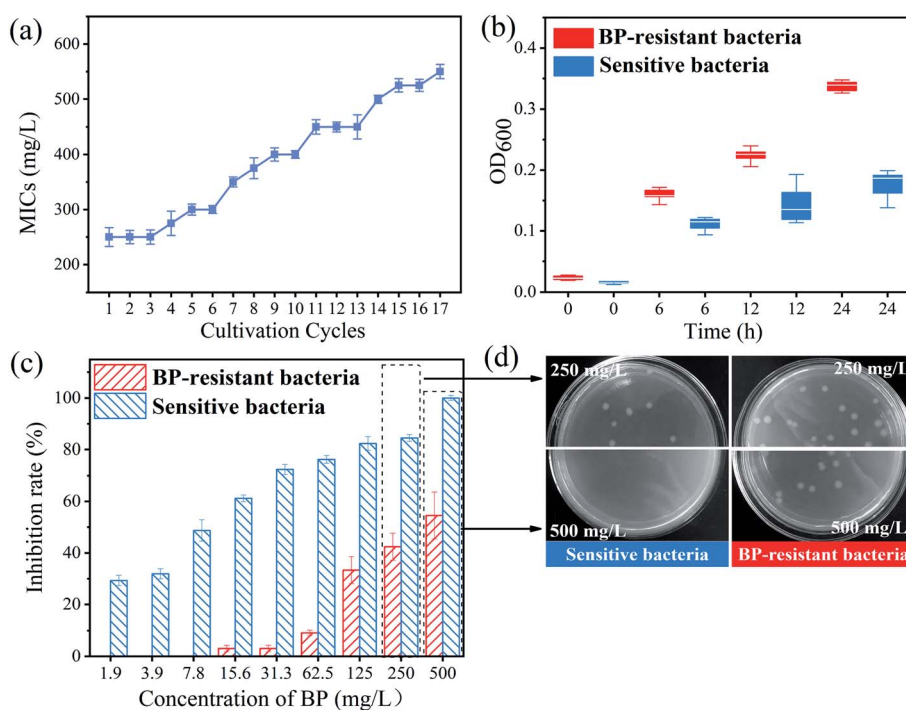 (a)
600
500
400
300
200
MICs (mg/L)
1 2 3 4 5 6 7 8 9 10 11 12 13 14 15 16 17
Cultivation Cycles
(b)
BP-resistant bacteria
Sensitive bacteria
0.4
0.3
0.2
0.1
0.0
OD600
0 0 6 6 12 12 24 24
Time (h)
(c)
BP-resistant bacteria
Sensitive bacteria
100
80
60
40
20
0
Inhibition rate (%)
1.9 3.9 7.8 15.6 31.3 62.5 125 250 500
Concentration of BP (mg/L)
(d)
250 mg/L
250 mg/L
500 mg/L
500 mg/L
Sensitive bacteria
BP-resistant bacteria